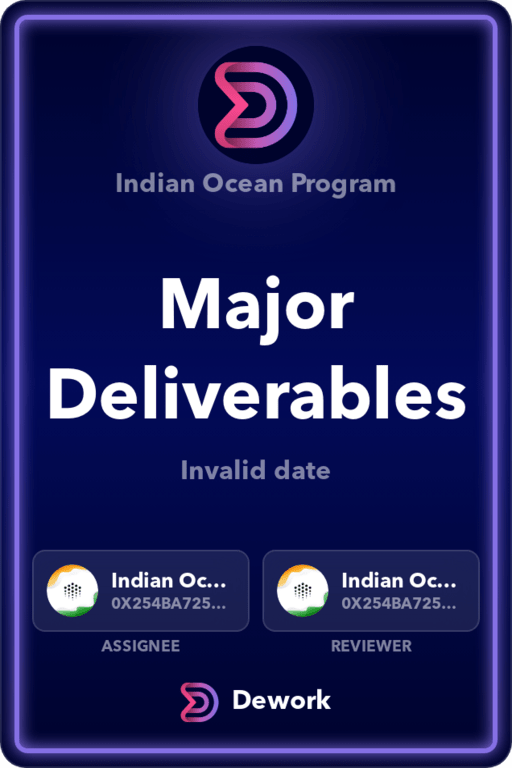 Indian Ocean Program
Major
Deliverables
Invalid date
Indian Oc...
0X254BA725...
ASSIGNEE
Indian Oc...
0X254BA725...
REVIEWER
Dework